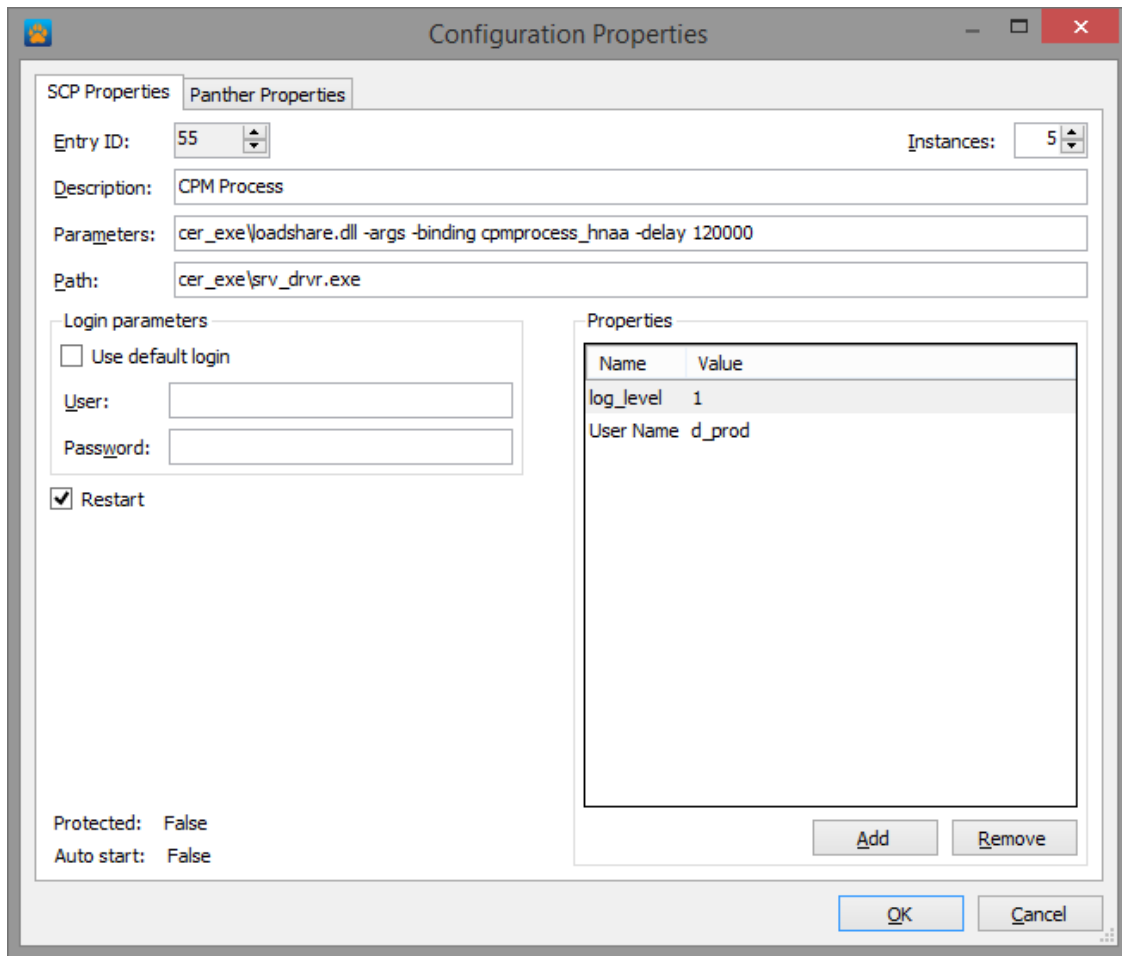 Configuration Properties
SCP Properties Panther Properties
Entry ID: 55 Instances: 5
Description: CPM Process
Parameters: cer_exe\loadshare.dll -args -binding cpmprocess_hnaa -delay 120000
Path: cer_exe\srv_drvr.exe
Login parameters
Use default login
User:
Password:
Restart
Properties
Name Value
log_level 1
User Name d_prod
Protected: False
Auto start: False
Add Remove
OK Cancel